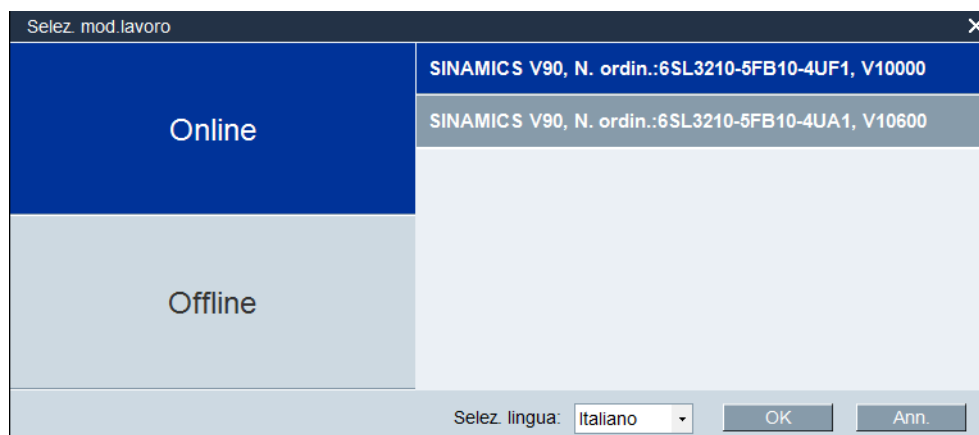 Selez. mod.lavoro
SINAMICS V90, N. ordin.:6SL3210-5FB10-4UF1, V10000
SINAMICS V90, N. ordin.:6SL3210-5FB10-4UA1, V10600
Online
Offline
Selez. lingua: Italiano OK Ann.